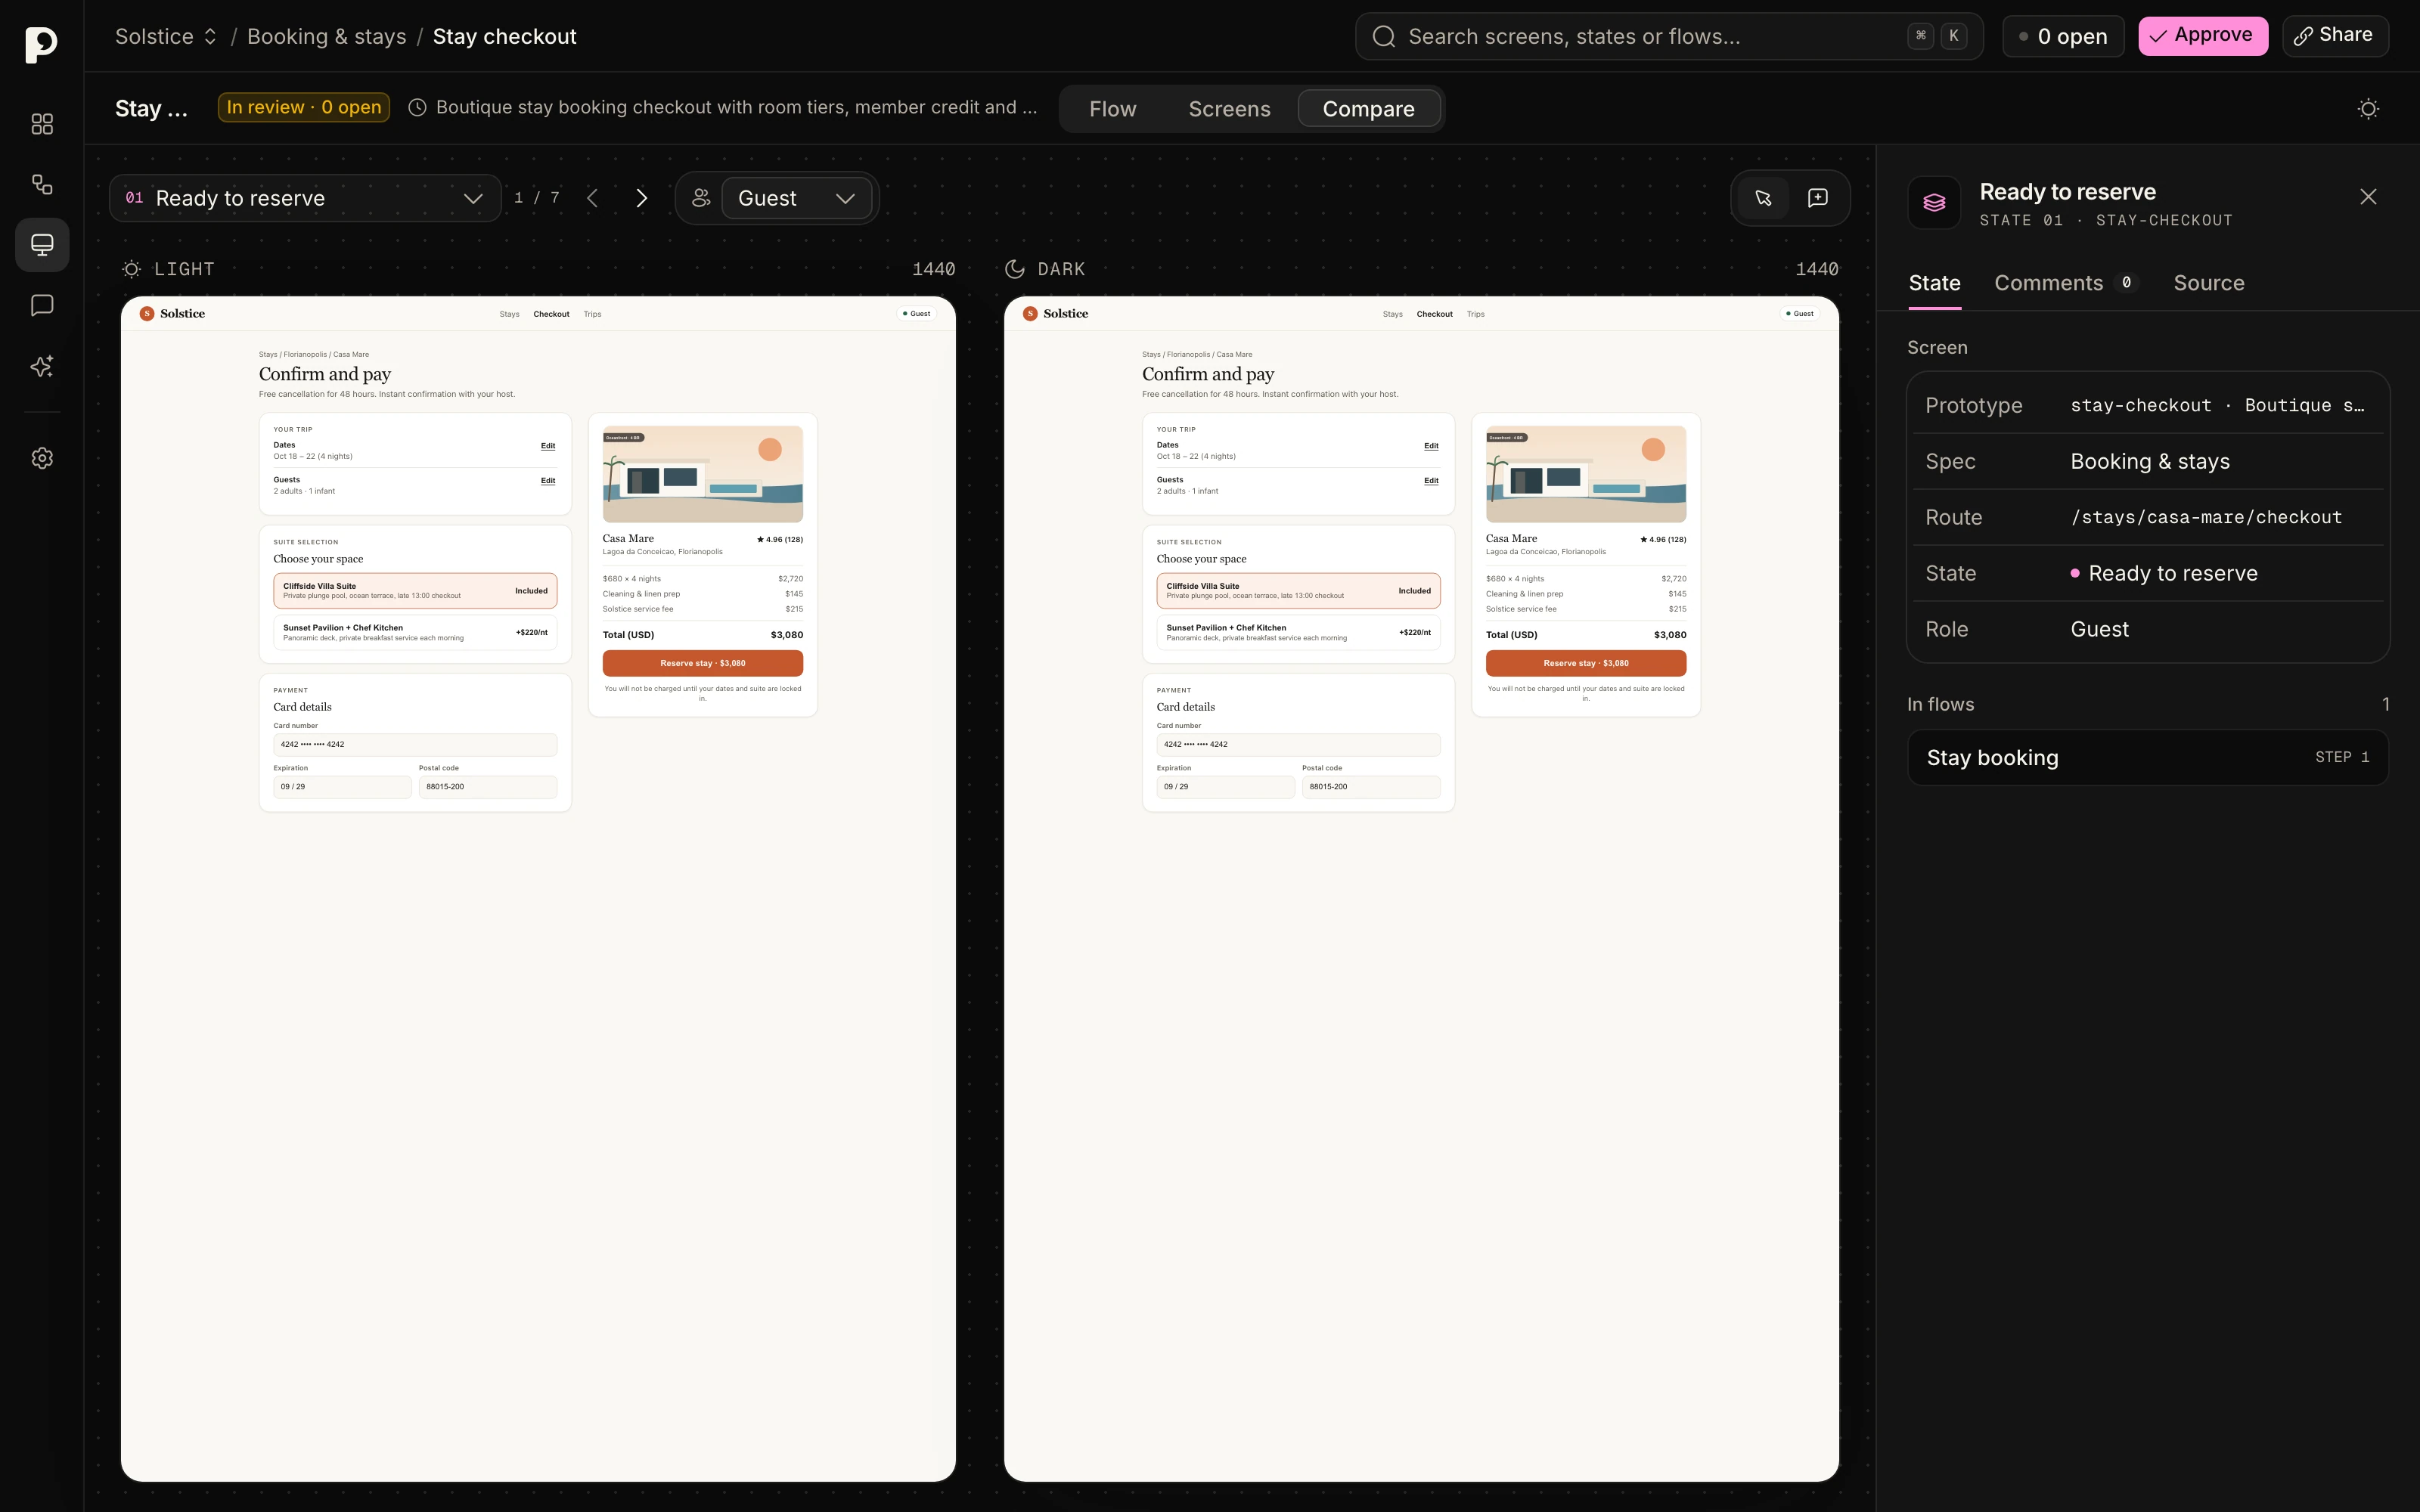 Solstice / Booking & stays / Stay checkout
Search screens, states or flows... ⌘ K
0 open
Approve
Share
Stay ...
In review · 0 open
Boutique stay booking checkout with room tiers, member credit and ...
Flow
Screens
Compare
01 Ready to reserve
1 / 7
Guest
LIGHT 1440
S Solstice
Stays Checkout Trips
Guest
Stays / Florianopolis / Casa Mare
Confirm and pay
Free cancellation for 48 hours. Instant confirmation with your host.
YOUR TRIP
Dates Edit
Oct 18 – 22 (4 nights)
Guests Edit
2 adults · 1 infant
SUITE SELECTION
Choose your space
Cliffside Villa Suite
Private plunge pool, ocean terrace, late 13:00 checkout
Included
Sunset Pavilion + Chef Kitchen
Panoramic deck, private breakfast service each morning
+$220/nt
PAYMENT
Card details
Card number
4242 •••• •••• 4242
Expiration Postal code
09 / 29 88015-200
Oceanfront · 4 BR
Casa Mare ★ 4.96 (128)
Lagoa da Conceicao, Florianopolis
$680 × 4 nights $2,720
Cleaning & linen prep $145
Solstice service fee $215
Total (USD) $3,080
Reserve stay · $3,080
You will not be charged until your dates and suite are locked
in.
DARK 1440
S Solstice
Stays Checkout Trips
Guest
Stays / Florianopolis / Casa Mare
Confirm and pay
Free cancellation for 48 hours. Instant confirmation with your host.
YOUR TRIP
Dates Edit
Oct 18 – 22 (4 nights)
Guests Edit
2 adults · 1 infant
SUITE SELECTION
Choose your space
Cliffside Villa Suite
Private plunge pool, ocean terrace, late 13:00 checkout
Included
Sunset Pavilion + Chef Kitchen
Panoramic deck, private breakfast service each morning
+$220/nt
PAYMENT
Card details
Card number
4242 •••• •••• 4242
Expiration Postal code
09 / 29 88015-200
Oceanfront · 4 BR
Casa Mare ★ 4.96 (128)
Lagoa da Conceicao, Florianopolis
$680 × 4 nights $2,720
Cleaning & linen prep $145
Solstice service fee $215
Total (USD) $3,080
Reserve stay · $3,080
You will not be charged until your dates and suite are locked
in.
Ready to reserve
STATE 01 · STAY-CHECKOUT
State
Comments 0
Source
Screen
Prototype stay-checkout · Boutique s…
Spec Booking & stays
Route /stays/casa-mare/checkout
State Ready to reserve
Role Guest
In flows 1
Stay booking STEP 1